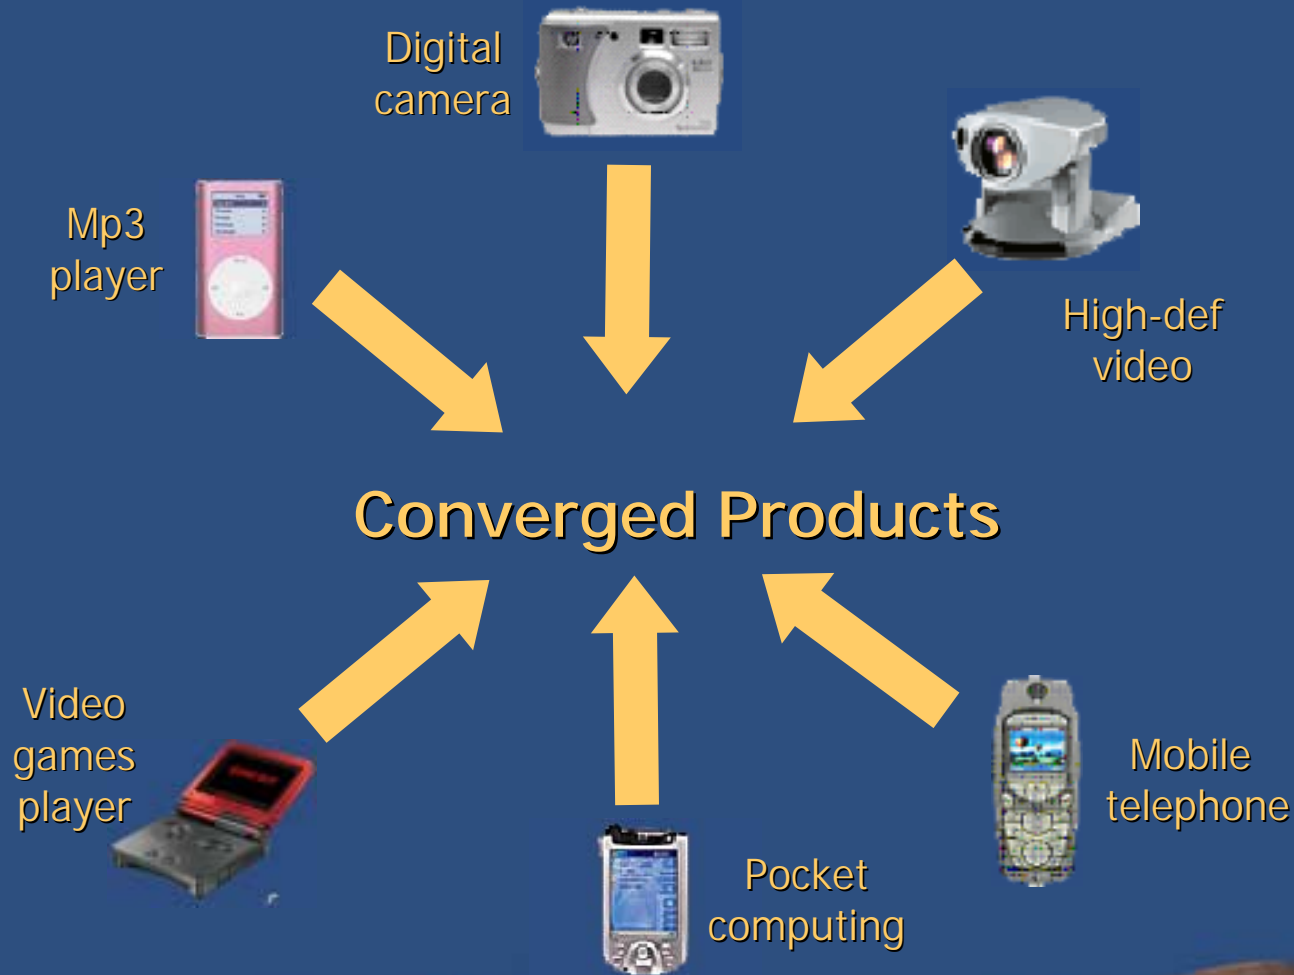 Digital
camera
Mp3
player
High-def
video
Converged Products
Video
games
player
Mobile
telephone
Pocket
computing